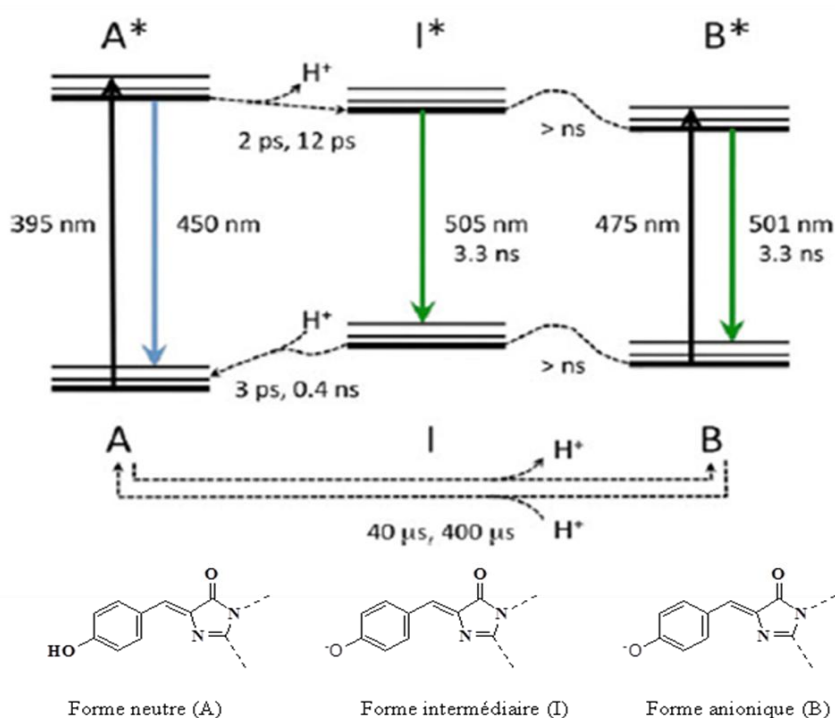 A* I* B*
H⁺
2 ps, 12 ps
> ns
395 nm 450 nm 505 nm 475 nm 501 nm
3.3 ns 3.3 ns
H⁺
3 ps, 0.4 ns
> ns
A I B
H⁺
40 μs, 400 μs H⁺
O O O
N N N
N N N
HO ⁻O ⁻O
Forme neutre (A) Forme intermédiaire (I) Forme anionique (B)